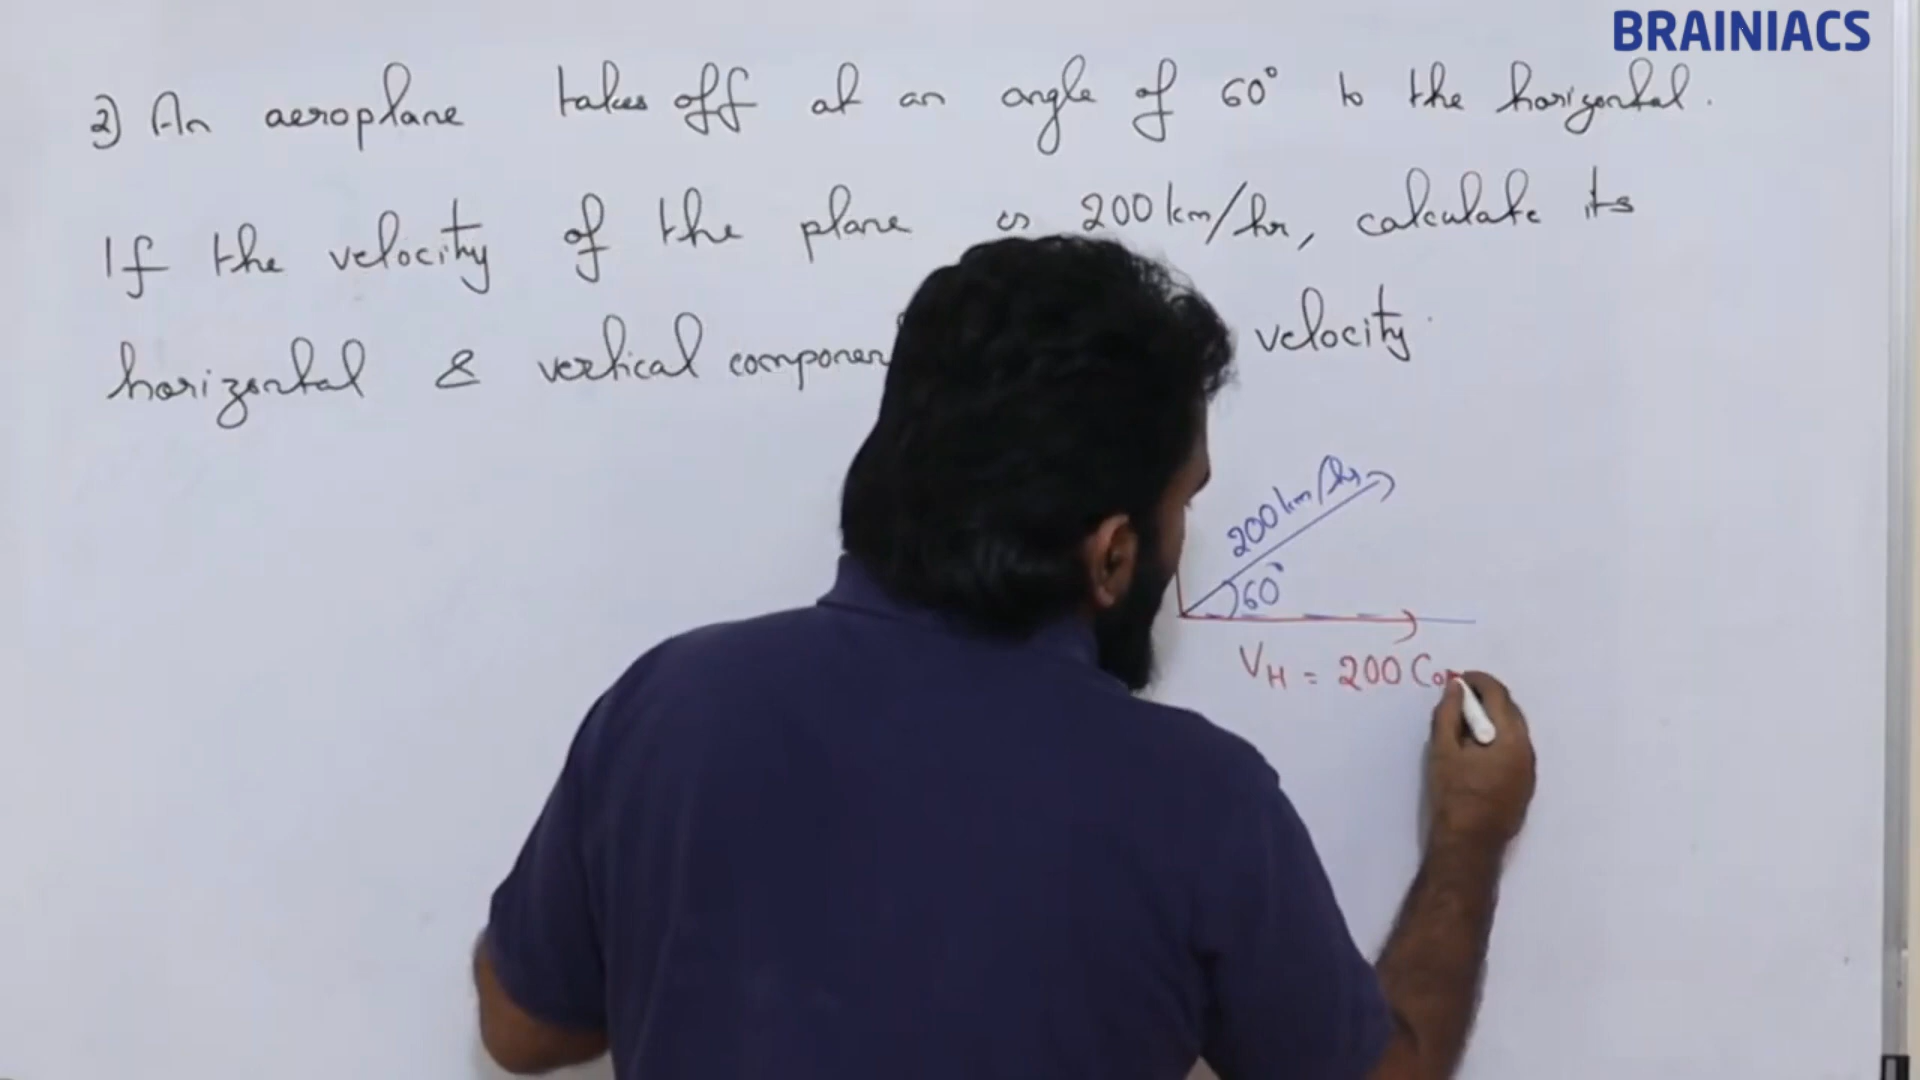 BRAINIACS
2) An aeroplane takes off at an angle of 60° to the horizontal.
If the velocity of the plane is 200 km/hr, calculate its
horizontal & vertical componen velocity.
200 km/hr
60°
VH = 200 Cos